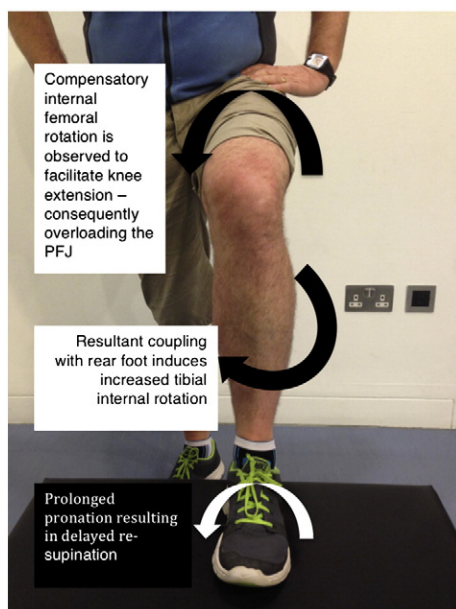 Compensatory
internal
femoral
rotation is
observed to
facilitate knee
extension –
consequently
overloading the
PFJ
Resultant coupling
with rear foot induces
increased tibial
internal rotation
Prolonged
pronation resulting
in delayed re-
supination